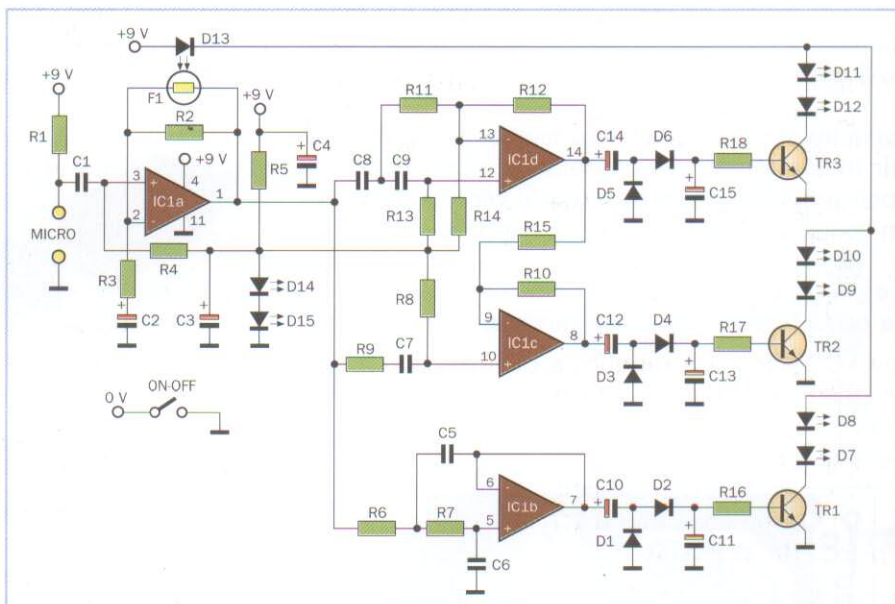 +9 V
D13
+9 V
F1
+9 V
R11
R12
D11
D12
R1
R2
C4
C14
D6
R18
C1
+9 V
R5
C8
C9
13
-
12
+
IC1d
14
TR3
3
+
4
D5
C15
IC1a
1
R13
R14
2
-
11
R15
MICRO
R4
D10
R3
D14
R8
R10
D9
C12
D4
R17
C2
C3
D15
9
-
IC1c
8
TR2
R9
C7
10
+
D3
C13
ON-OFF
0 V
D8
C5
D7
6
-
C10
D2
R16
R6
R7
5
+
IC1b
7
TR1
D1
C11
C6